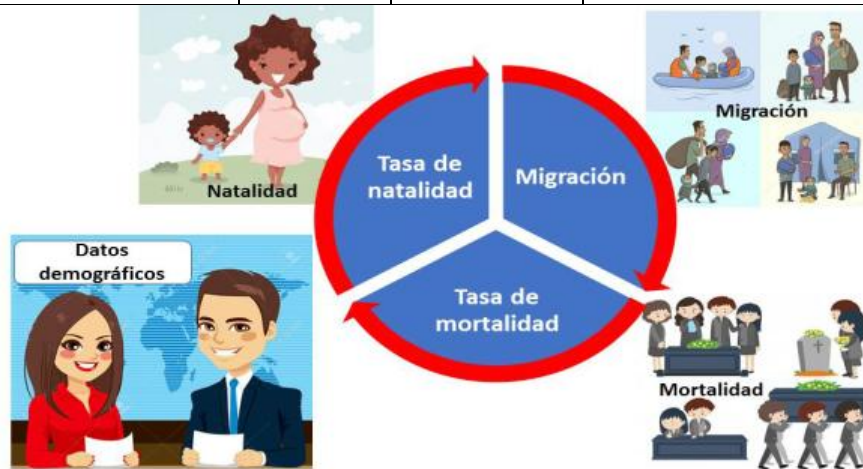 Natalidad
Tasa de
natalidad
Migración
Migración
Datos
demográficos
Tasa de
mortalidad
Mortalidad